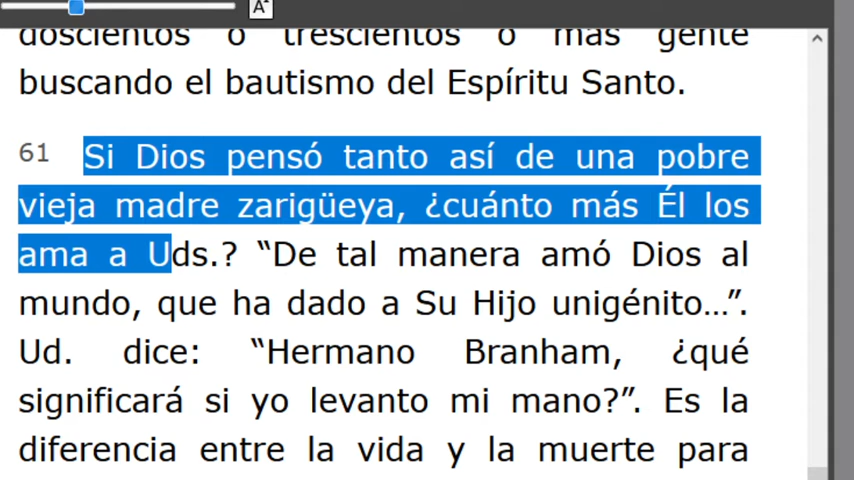 A
doscientos o trescientos o más gente
buscando el bautismo del Espíritu Santo.
61 Si Dios pensó tanto así de una pobre
vieja madre zarigüeya, ¿cuánto más Él los
ama a Uds.? “De tal manera amó Dios al
mundo, que ha dado a Su Hijo unigénito…”.
Ud. dice: “Hermano Branham, ¿qué
significará si yo levanto mi mano?”. Es la
diferencia entre la vida y la muerte para